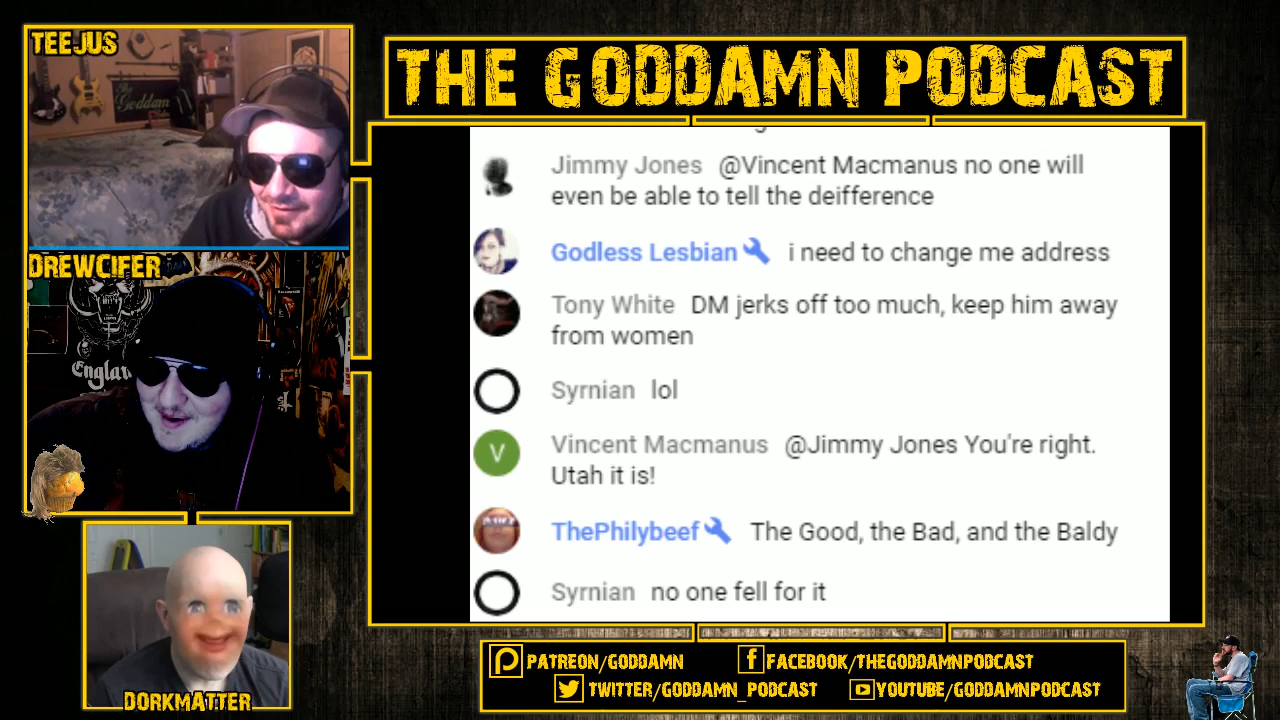 TEEJUS
The
Goddam
DREWCIFER
England
DORKMATTER
THE GODDAMN PODCAST
Jimmy Jones @Vincent Macmanus no one will
even be able to tell the deifference
Godless Lesbian i need to change me address
Tony White DM jerks off too much, keep him away
from women
Syrnian lol
V
Vincent Macmanus @Jimmy Jones You're right.
Utah it is!
ThePhilybeef The Good, the Bad, and the Baldy
Syrnian no one fell for it
PATREON/GODDAMN
FACEBOOK/THEGODDAMNPODCAST
TWITTER/GODDAMN_PODCAST
YOUTUBE/GODDAMNPODCAST